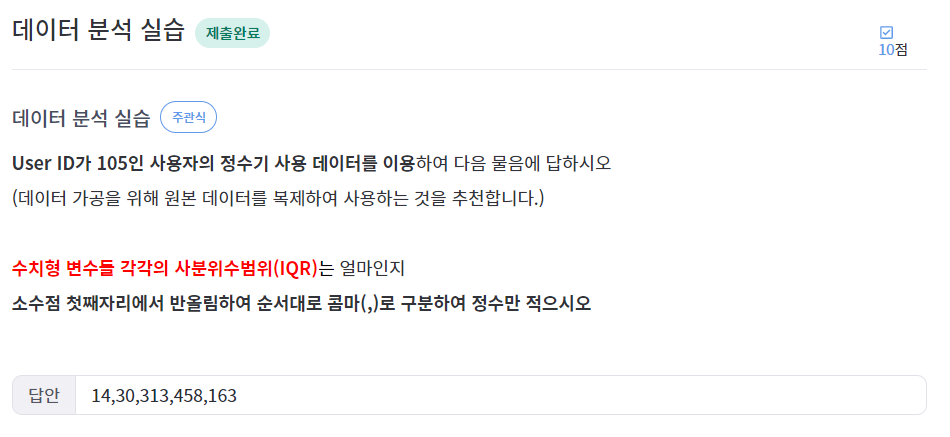 데이터 분석 실습 제출완료
10점
데이터 분석 실습 주관식
User ID가 105인 사용자의 정수기 사용 데이터를 이용하여 다음 물음에 답하시오
(데이터 가공을 위해 원본 데이터를 복제하여 사용하는 것을 추천합니다.)
수치형 변수들 각각의 사분위수범위(IQR)는 얼마인지
소수점 첫째자리에서 반올림하여 순서대로 콤마(,)로 구분하여 정수만 적으시오
답안 14,30,313,458,163